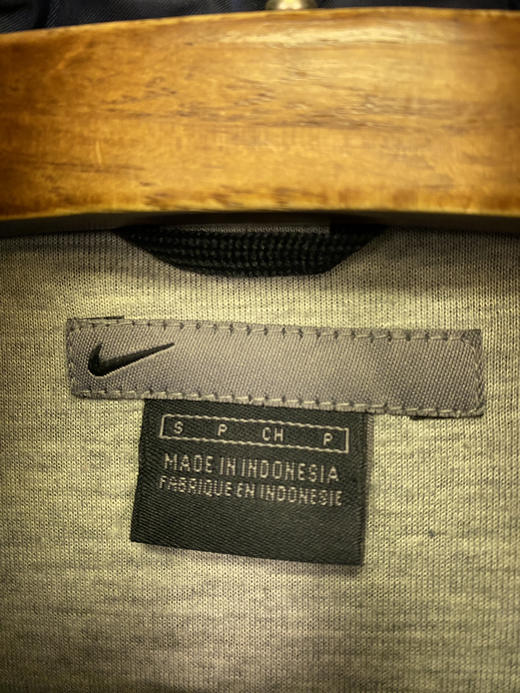 S P CH P
MADE IN INDONESIA
FABRIQUE EN INDONESIE